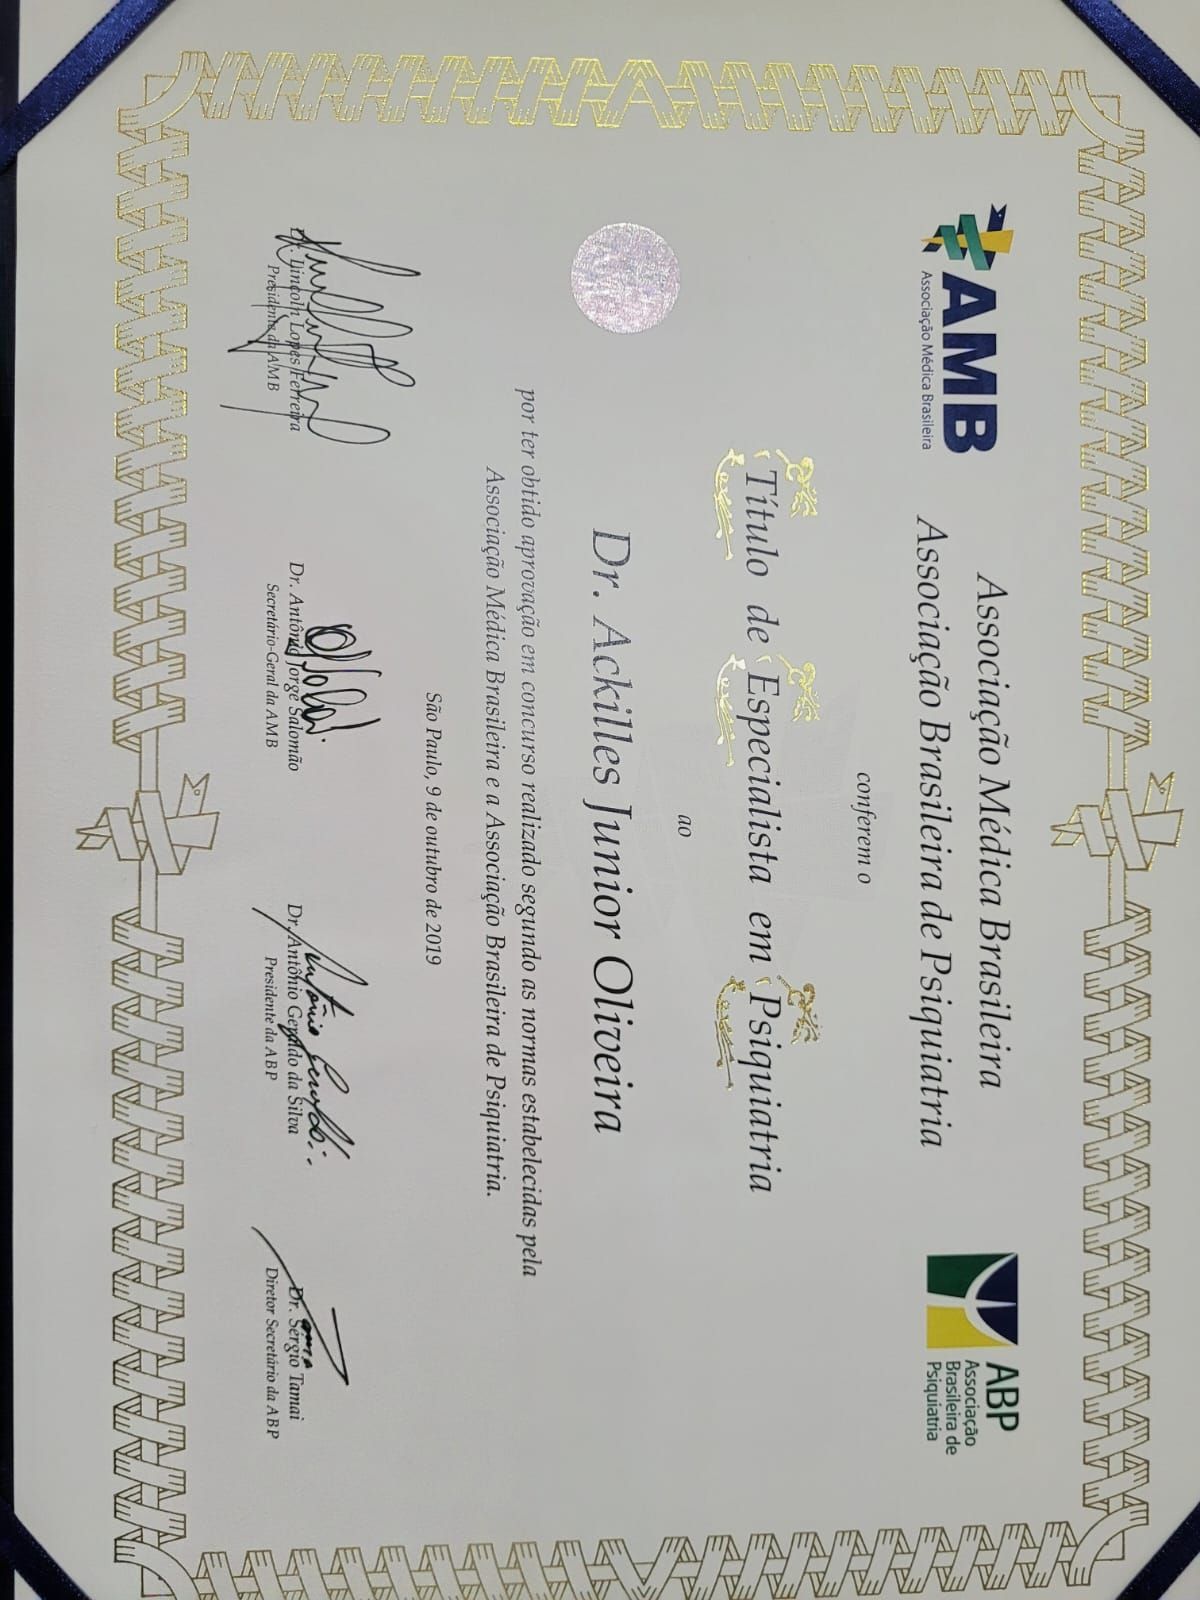 AMB
Associação Médica Brasileira
Associação Médica Brasileira
Associação Brasileira de Psiquiatria
ABP
Associação
Brasileira de
Psiquiatria
conferem o
Título de Especialista em Psiquiatria
ao
Dr. Ackilles Junior Oliveira
por ter obtido aprovação em concurso realizado segundo as normas estabelecidas pela
Associação Médica Brasileira e a Associação Brasileira de Psiquiatria.
São Paulo, 9 de outubro de 2019
Dr. Lincoln Lopes Ferreira
Presidente da AMB
Dr. Antônio Jorge Salomão
Secretário-Geral da AMB
Dr. Antônio Geraldo da Silva
Presidente da ABP
Dr. Sérgio Tamai
Diretor Secretário da ABP